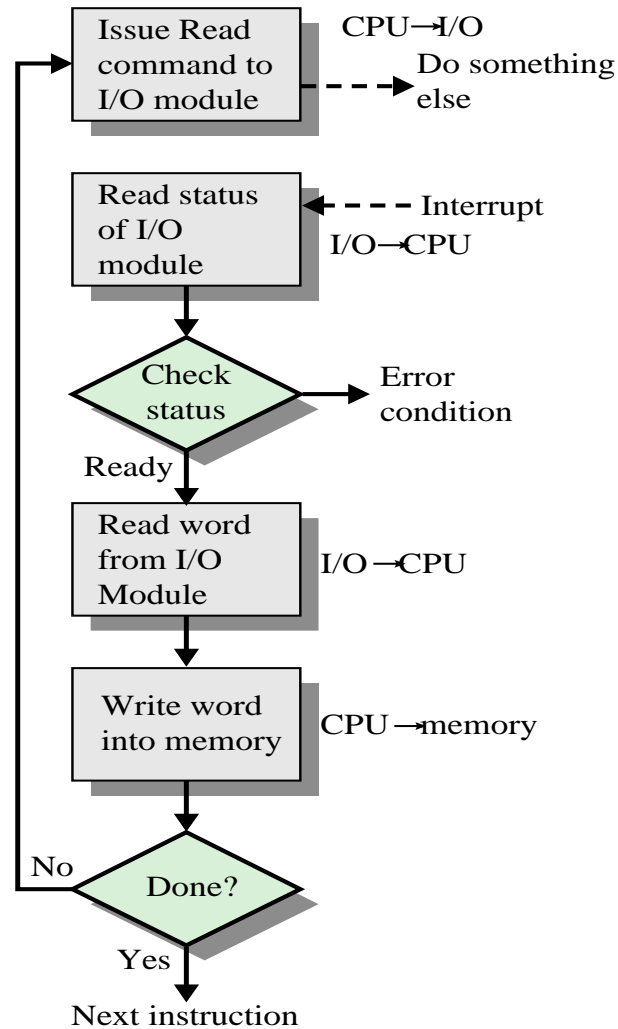 Issue Read
command to
I/O module
CPU→I/O
Do something
else
Read status
of I/O
module
Interrupt
I/O→CPU
Check
status
Error
condition
Ready
Read word
from I/O
Module
I/O→CPU
Write word
into memory
CPU→memory
No
Done?
Yes
Next instruction